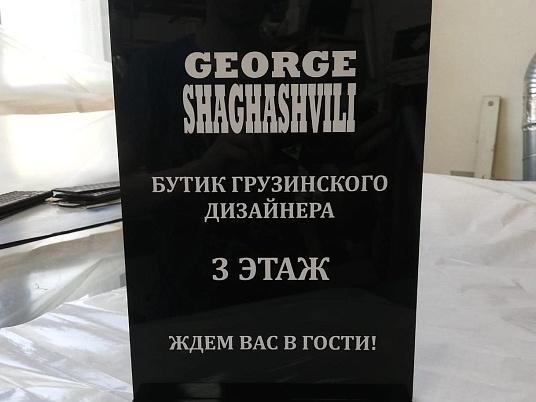 GEORGE
SHAGHASHVILI
БУТИК ГРУЗИНСКОГО
ДИЗАЙНЕРА
3 ЭТАЖ
ЖДЕМ ВАС В ГОСТИ!